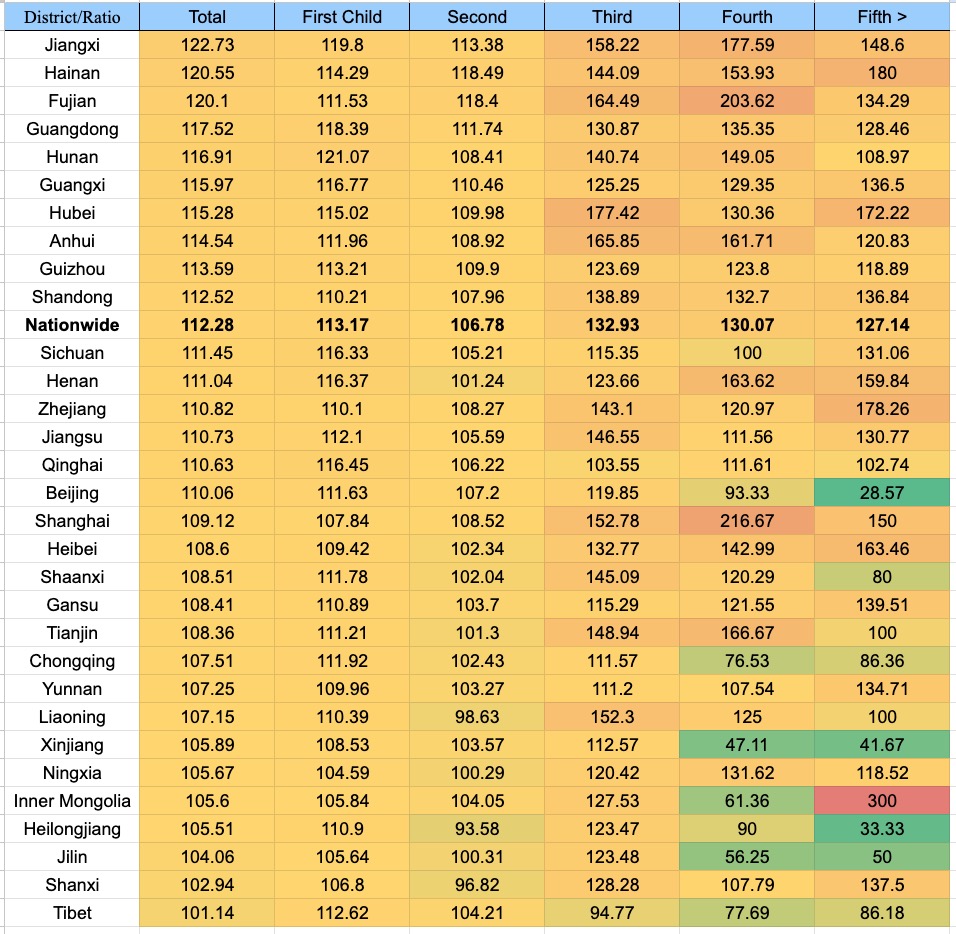 District/Ratio Total First Child Second Third Fourth Fifth >
Jiangxi 122.73 119.8 113.38 158.22 177.59 148.6
Hainan 120.55 114.29 118.49 144.09 153.93 180
Fujian 120.1 111.53 118.4 164.49 203.62 134.29
Guangdong 117.52 118.39 111.74 130.87 135.35 128.46
Hunan 116.91 121.07 108.41 140.74 149.05 108.97
Guangxi 115.97 116.77 110.46 125.25 129.35 136.5
Hubei 115.28 115.02 109.98 177.42 130.36 172.22
Anhui 114.54 111.96 108.92 165.85 161.71 120.83
Guizhou 113.59 113.21 109.9 123.69 123.8 118.89
Shandong 112.52 110.21 107.96 138.89 132.7 136.84
Nationwide 112.28 113.17 106.78 132.93 130.07 127.14
Sichuan 111.45 116.33 105.21 115.35 100 131.06
Henan 111.04 116.37 101.24 123.66 163.62 159.84
Zhejiang 110.82 110.1 108.27 143.1 120.97 178.26
Jiangsu 110.73 112.1 105.59 146.55 111.56 130.77
Qinghai 110.63 116.45 106.22 103.55 111.61 102.74
Beijing 110.06 111.63 107.2 119.85 93.33 28.57
Shanghai 109.12 107.84 108.52 152.78 216.67 150
Heibei 108.6 109.42 102.34 132.77 142.99 163.46
Shaanxi 108.51 111.78 102.04 145.09 120.29 80
Gansu 108.41 110.89 103.7 115.29 121.55 139.51
Tianjin 108.36 111.21 101.3 148.94 166.67 100
Chongqing 107.51 111.92 102.43 111.57 76.53 86.36
Yunnan 107.25 109.96 103.27 111.2 107.54 134.71
Liaoning 107.15 110.39 98.63 152.3 125 100
Xinjiang 105.89 108.53 103.57 112.57 47.11 41.67
Ningxia 105.67 104.59 100.29 120.42 131.62 118.52
Inner Mongolia 105.6 105.84 104.05 127.53 61.36 300
Heilongjiang 105.51 110.9 93.58 123.47 90 33.33
Jilin 104.06 105.64 100.31 123.48 56.25 50
Shanxi 102.94 106.8 96.82 128.28 107.79 137.5
Tibet 101.14 112.62 104.21 94.77 77.69 86.18